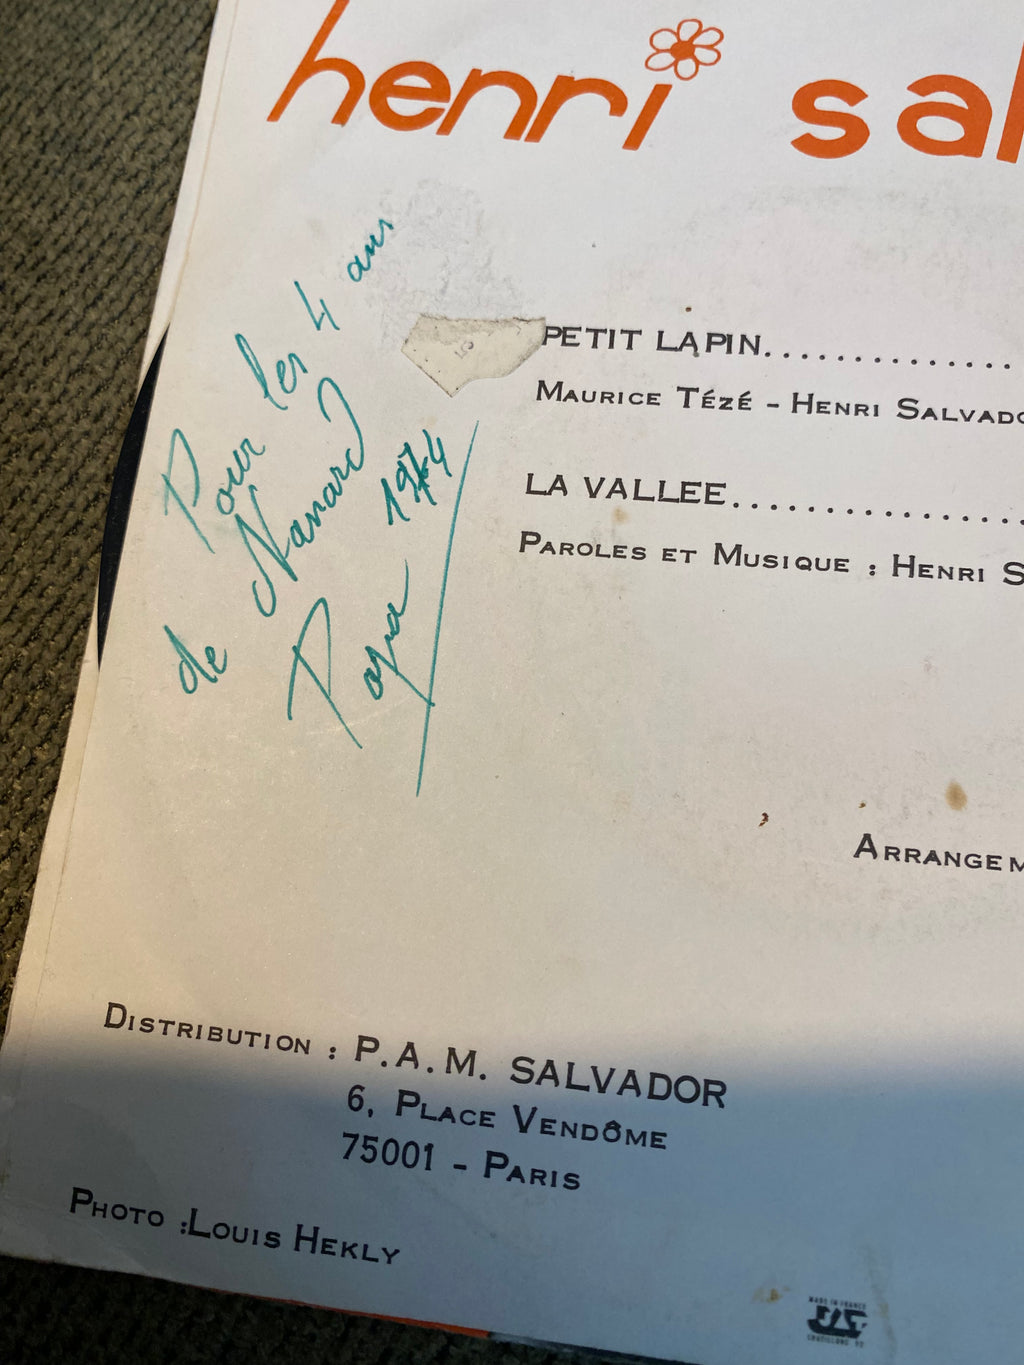 henri sal
Pour les 4 ans
de Nanard
Papa 1974
PETIT LAPIN....................
MAURICE TÉZÉ - HENRI SALVADO
LA VALLEE......................
PAROLES ET MUSIQUE : HENRI S
ARRANGEM
DISTRIBUTION : P.A.M. SALVADOR
6, PLACE VENDÔME
75001 - PARIS
PHOTO :LOUIS HEKLY
MADE IN FRANCE